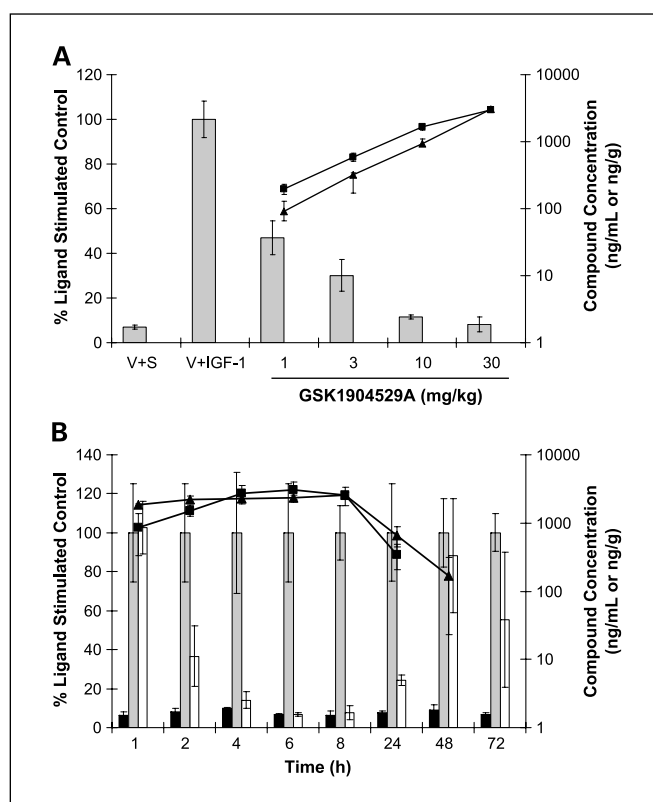 A
120
100
80
60
40
20
0
% Ligand Stimulated Control
10000
1000
100
10
1
Compound Concentration
(ng/mL or ng/g)
V+S V+IGF-1 1 3 10 30
GSK1904529A (mg/kg)
B
140
120
100
80
60
40
20
0
% Ligand Stimulated Control
10000
1000
100
10
1
Compound Concentration
(ng/mL or ng/g)
1 2 4 6 8 24 48 72
Time (h)